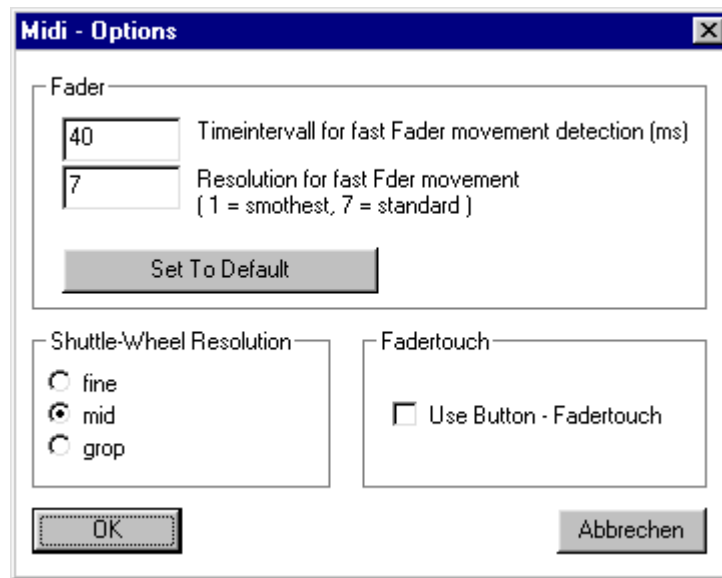 Midi - Options
Fader
40
Timeintervall for fast Fader movement detection (ms)
7
Resolution for fast Fder movement
( 1 = smothest, 7 = standard )
Set To Default
Shuttle-Wheel Resolution
fine
mid
grop
Fadertouch
Use Button - Fadertouch
OK
Abbrechen